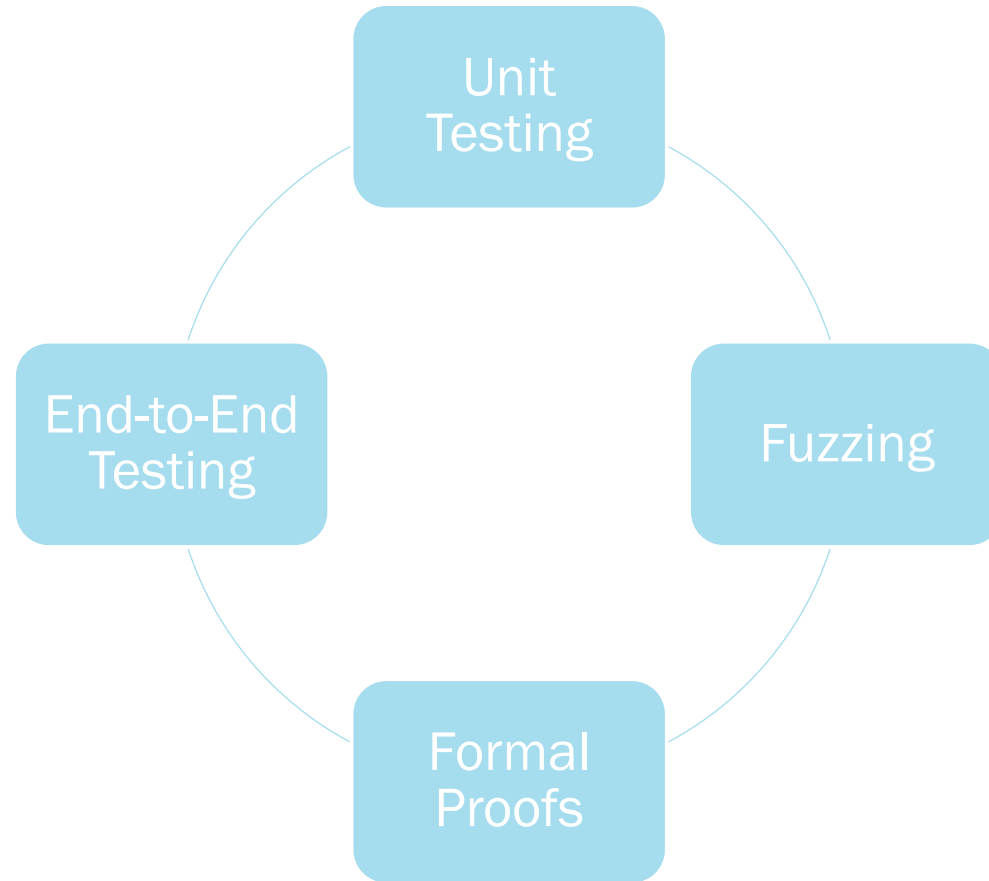 Unit
Testing
End-to-End
Testing
Fuzzing
Formal
Proofs